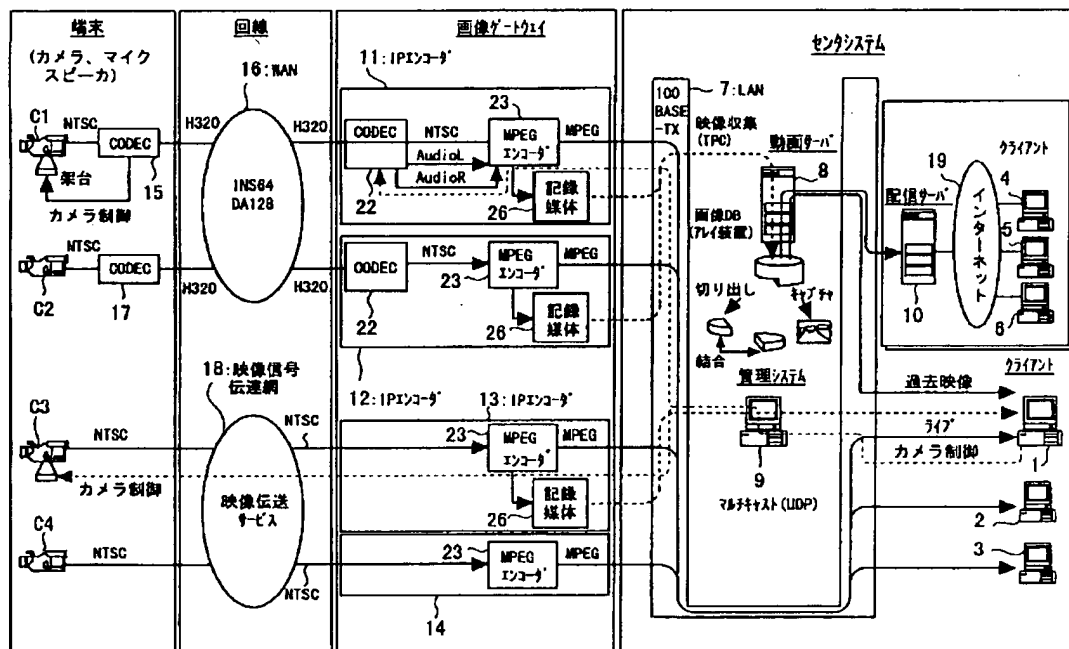 端末
(カメラ、マイク
スピーカ)
C1
NTSC
CODEC
架台
カメラ制御
15
C2
NTSC
CODEC
17
C3
NTSC
カメラ制御
C4
NTSC
回線
16:WAN
H320
H320
INS64
DA128
H320
H320
18:映像信号
伝達網
NTSC
映像伝送
サービス
NTSC
画像ゲートウェイ
11:IPエンコーダ
23
CODEC
NTSC
MPEG
エンコーダ
MPEG
AudioL
AudioR
22
26
記録
媒体
CODEC
NTSC
MPEG
エンコーダ
MPEG
23
22
26
記録
媒体
12:IPエンコーダ
13:IPエンコーダ
23
MPEG
エンコーダ
MPEG
26
記録
媒体
23
MPEG
エンコーダ
MPEG
14
センタシステム
7:LAN
100
BASE
-TX
映像収集
(TPC)
動画サーバ
8
画像DB
(アレイ装置)
切り出し
キャプチャ
結合
管理システム
9
マルチキャスト(UDP)
配信サーバ
10
19
インターネット
クライアント
4
5
6
クライアント
過去映像
ライブ
カメラ制御
1
2
3